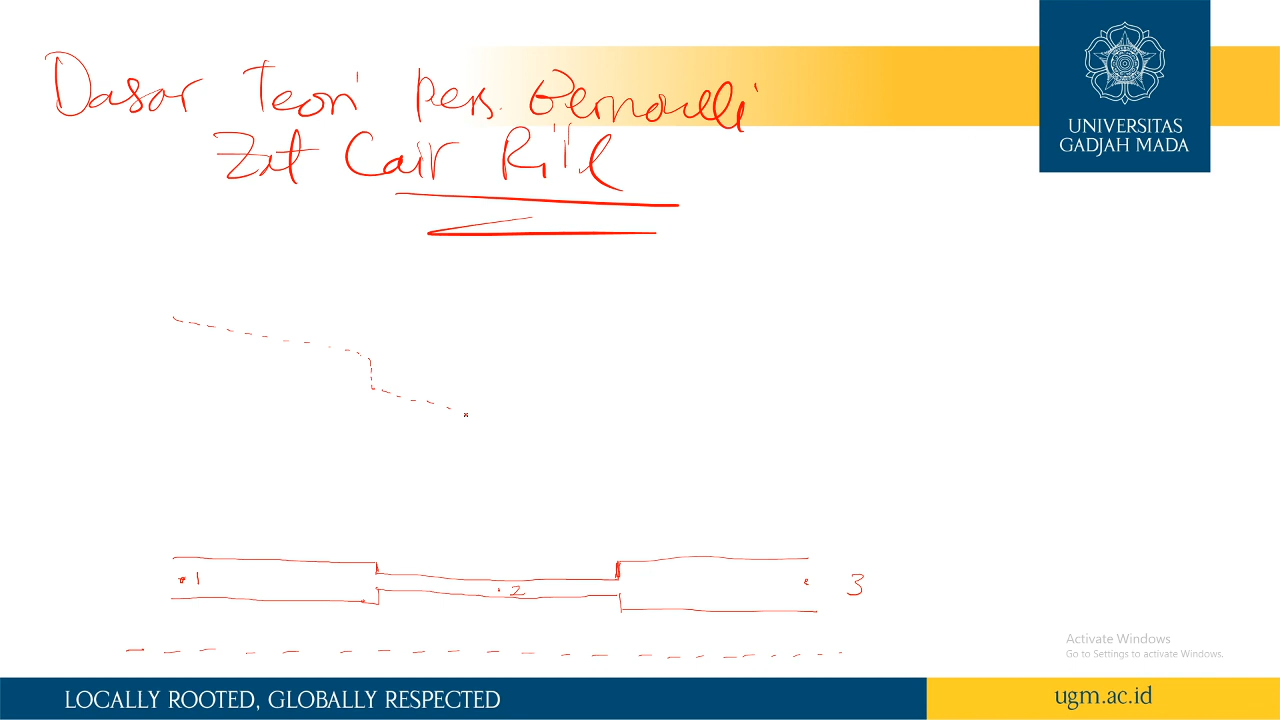 Dasar Teori Pers. Bernoulli
Zat Cair Riil
UNIVERSITAS
GADJAH MADA
1
2
3
Activate Windows
Go to Settings to activate Windows.
LOCALLY ROOTED, GLOBALLY RESPECTED
ugm.ac.id